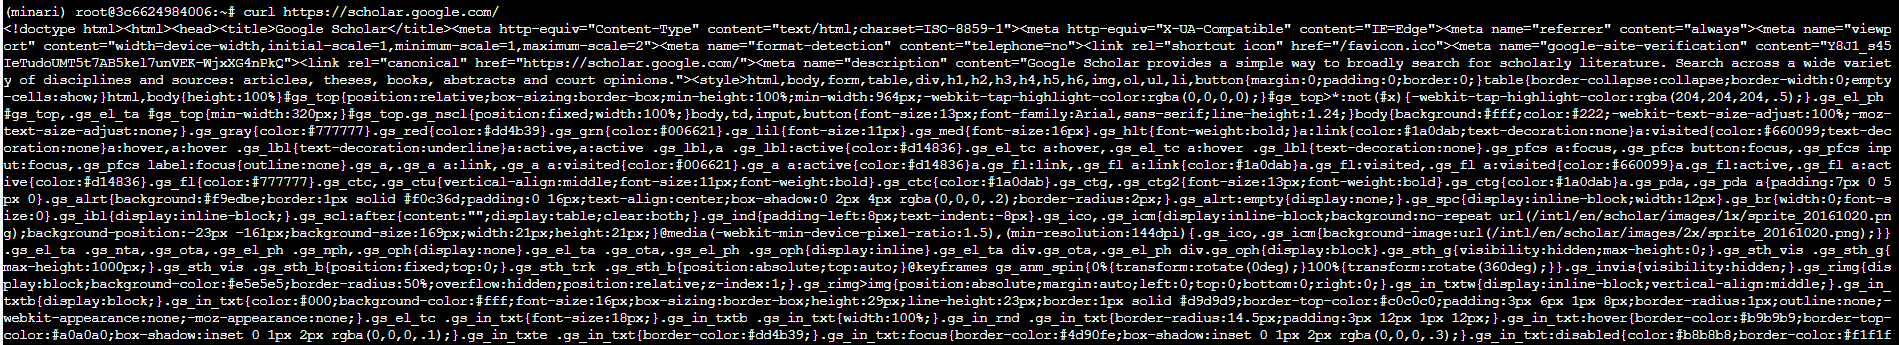 (minari) root@3c6624984006:~# curl https://scholar.google.com/
<!doctype html><html><head><title>Google Scholar</title><meta http-equiv="Content-Type" content="text/html;charset=ISO-8859-1"><meta http-equiv="X-UA-Compatible" content="IE=Edge"><meta name="referrer" content="always"><meta name="viewp
ort" content="width=device-width,initial-scale=1,minimum-scale=1,maximum-scale=2"><meta name="format-detection" content="telephone=no"><link rel="shortcut icon" href="/favicon.ico"><meta name="google-site-verification" content="Y8J1_s45
IeTudoUMT5t7AB5kel7unVEK-WjxXG4nPkQ"><link rel="canonical" href="https://scholar.google.com/"><meta name="description" content="Google Scholar provides a simple way to broadly search for scholarly literature. Search across a wide variet
y of disciplines and sources: articles, theses, books, abstracts and court opinions."><style>html,body,form,table,div,h1,h2,h3,h4,h5,h6,img,ol,ul,li,button{margin:0;padding:0;border:0;}table{border-collapse:collapse;border-width:0;empty
-cells:show;}html,body{height:100%}#gs_top{position:relative;box-sizing:border-box;min-height:100%;min-width:964px;-webkit-tap-highlight-color:rgba(0,0,0,0);}#gs_top>*:not(#x){-webkit-tap-highlight-color:rgba(204,204,204,.5);}.gs_el_ph
#gs_top,.gs_el_ta #gs_top{min-width:320px;}#gs_top.gs_nscl{position:fixed;width:100%;}body,td,input,button{font-size:13px;font-family:Arial,sans-serif;line-height:1.24;}body{background:#fff;color:#222;-webkit-text-size-adjust:100%;-moz-
text-size-adjust:none;}.gs_gray{color:#777777}.gs_red{color:#dd4b39}.gs_grn{color:#006621}.gs_lil{font-size:11px}.gs_med{font-size:16px}.gs_hlt{font-weight:bold;}a:link{color:#1a0dab;text-decoration:none}a:visited{color:#660099;text-dec
oration:none}a:hover,a:hover .gs_lbl{text-decoration:underline}a:active,a:active .gs_lbl,a .gs_lbl:active{color:#d14836}.gs_el_tc a:hover,.gs_el_tc a:hover .gs_lbl{text-decoration:none}.gs_pfcs a:focus,.gs_pfcs button:focus,.gs_pfcs inp
ut:focus,.gs_pfcs label:focus{outline:none}.gs_a,.gs_a a:link,.gs_a a:visited{color:#006621}.gs_a a:active{color:#d14836}a.gs_fl:link,.gs_fl a:link{color:#1a0dab}a.gs_fl:visited,.gs_fl a:visited{color:#660099}a.gs_fl:active,.gs_fl a:act
ive{color:#d14836}.gs_fl{color:#777777}.gs_ctc,.gs_ctu{vertical-align:middle;font-size:11px;font-weight:bold}.gs_ctc{color:#1a0dab}.gs_ctg,.gs_ctg2{font-size:13px;font-weight:bold}.gs_ctg{color:#1a0dab}a.gs_pda,.gs_pda a{padding:7px 0 5
px 0}.gs_alrt{background:#f9edbe;border:1px solid #f0c36d;padding:0 16px;text-align:center;box-shadow:0 2px 4px rgba(0,0,0,.2);border-radius:2px;}.gs_alrt:empty{display:none;}.gs_spc{display:inline-block;width:12px}.gs_br{width:0;font-s
ize:0}.gs_ibl{display:inline-block;}.gs_scl:after{content:"";display:table;clear:both;}.gs_ind{padding-left:8px;text-indent:-8px}.gs_ico,.gs_icm{display:inline-block;background:no-repeat url(/intl/en/scholar/images/1x/sprite_20161020.pn
g);background-position:-23px -161px;background-size:169px;width:21px;height:21px;}@media(-webkit-min-device-pixel-ratio:1.5),(min-resolution:144dpi){.gs_ico,.gs_icm{background-image:url(/intl/en/scholar/images/2x/sprite_20161020.png);}}
.gs_el_ta .gs_nta,.gs_ota,.gs_el_ph .gs_nph,.gs_oph{display:none}.gs_el_ta .gs_ota,.gs_el_ph .gs_oph{display:inline}.gs_el_ta div.gs_ota,.gs_el_ph div.gs_oph{display:block}.gs_sth_g{visibility:hidden;max-height:0;}.gs_sth_vis .gs_sth_g{
max-height:1000px;}.gs_sth_vis .gs_sth_b{position:fixed;top:0;}.gs_sth_trk .gs_sth_b{position:absolute;top:auto;}@keyframes gs_anm_spin{0%{transform:rotate(0deg);}100%{transform:rotate(360deg);}}.gs_invis{visibility:hidden;}.gs_rimg{dis
play:block;background-color:#e5e5e5;border-radius:50%;overflow:hidden;position:relative;z-index:1;}.gs_rimg>img{position:absolute;margin:auto;left:0;top:0;bottom:0;right:0;}.gs_in_txtw{display:inline-block;vertical-align:middle;}.gs_in_
txtb{display:block;}.gs_in_txt{color:#000;background-color:#fff;font-size:16px;box-sizing:border-box;height:29px;line-height:23px;border:1px solid #d9d9d9;border-top-color:#c0c0c0;padding:3px 6px 1px 8px;border-radius:1px;outline:none;-
webkit-appearance:none;-moz-appearance:none;}.gs_el_tc .gs_in_txt{font-size:18px;}.gs_in_txtb .gs_in_txt{width:100%;}.gs_in_rnd .gs_in_txt{border-radius:14.5px;padding:3px 12px 1px 12px;}.gs_in_txt:hover{border-color:#b9b9b9;border-top-
color:#a0a0a0;box-shadow:inset 0 1px 2px rgba(0,0,0,.1);}.gs_in_txte .gs_in_txt{border-color:#dd4b39;}.gs_in_txt:focus{border-color:#4d90fe;box-shadow:inset 0 1px 2px rgba(0,0,0,.3);}.gs_in_txt:disabled{color:#b8b8b8;border-color:#f1f1f